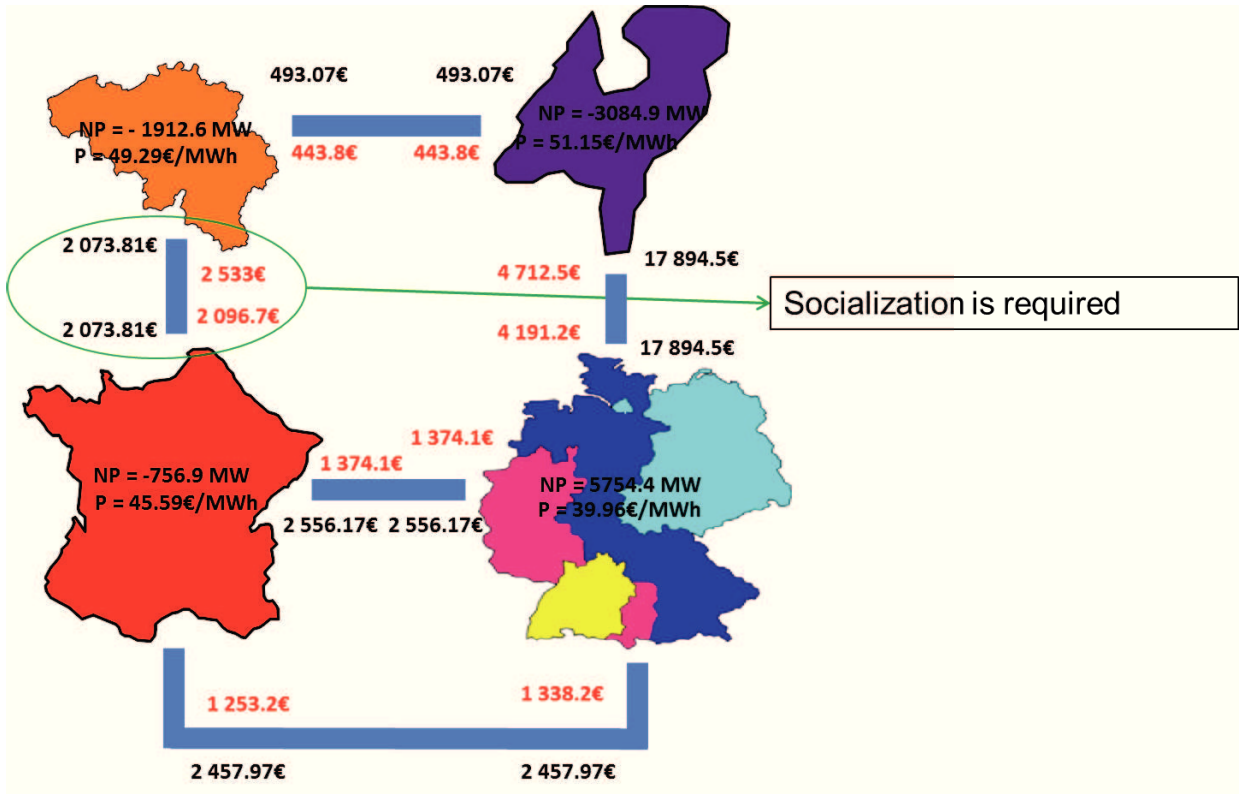 493.07€
493.07€
NP = - 1912.6 MW
P = 49.29€/MWh
NP = -3084.9 MW
P = 51.15€/MWh
443.8€
443.8€
2 073.81€
2 533€
2 096.7€
2 073.81€
4 712.5€
17 894.5€
4 191.2€
17 894.5€
Socialization is required
1 374.1€
1 374.1€
NP = -756.9 MW
P = 45.59€/MWh
NP = 5754.4 MW
P = 39.96€/MWh
2 556.17€
2 556.17€
1 253.2€
1 338.2€
2 457.97€
2 457.97€